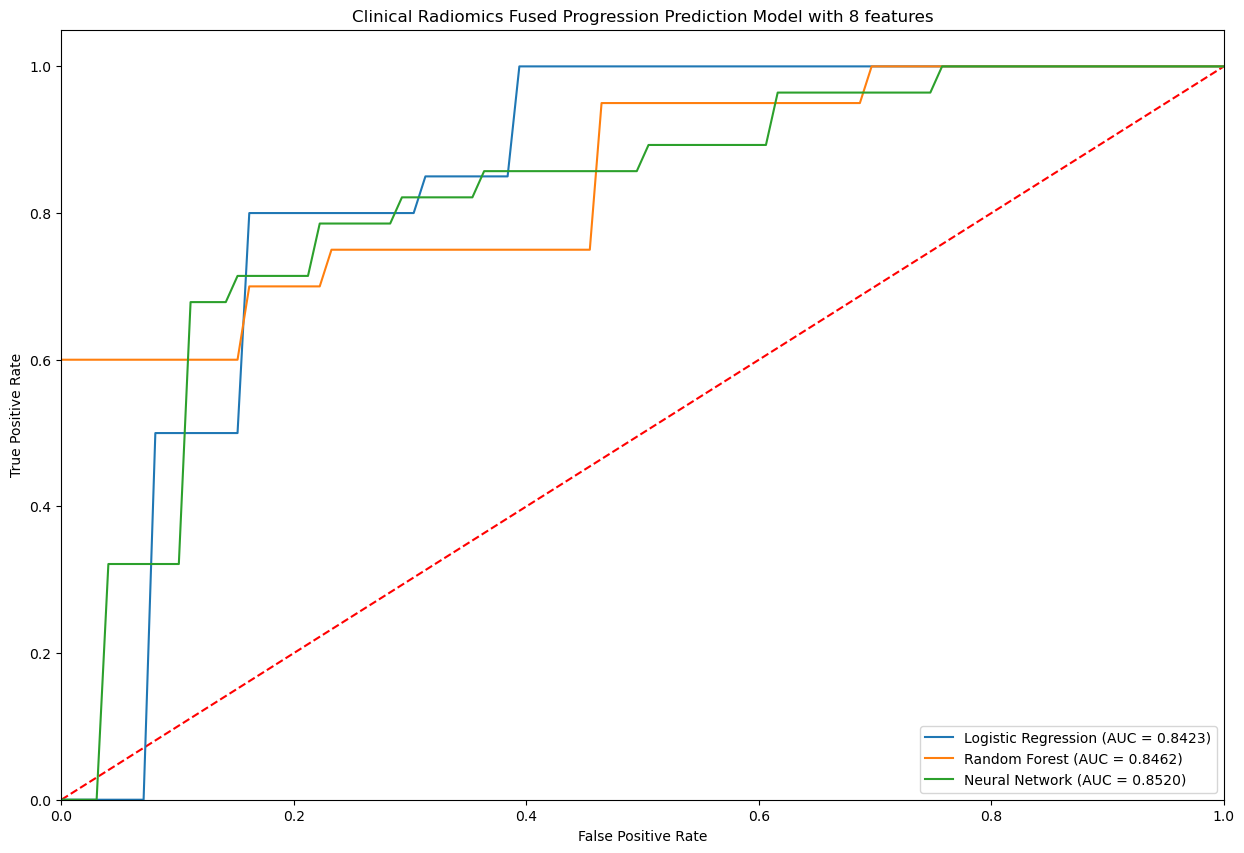 Clinical Radiomics Fused Progression Prediction Model with 8 features
True Positive Rate
1.0
0.8
0.6
0.4
0.2
0.0
0.0 0.2 0.4 0.6 0.8 1.0
False Positive Rate
Logistic Regression (AUC = 0.8423)
Random Forest (AUC = 0.8462)
Neural Network (AUC = 0.8520)